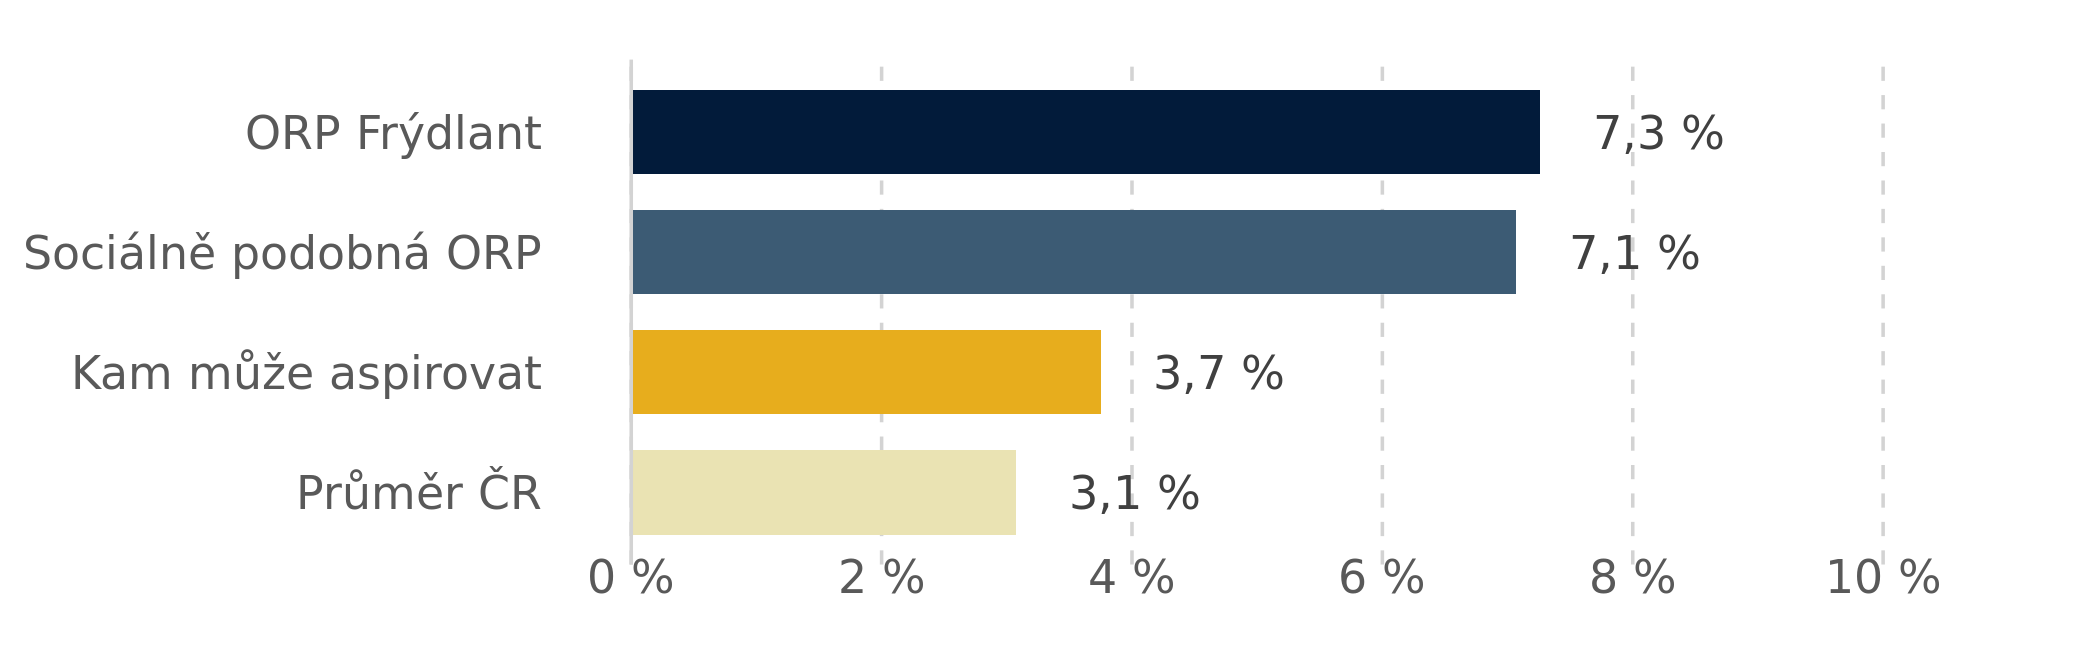 ORP Frýdlant 7,3 %
Sociálně podobná ORP 7,1 %
Kam může aspirovat 3,7 %
Průměr ČR 3,1 %
0 % 2 % 4 % 6 % 8 % 10 %